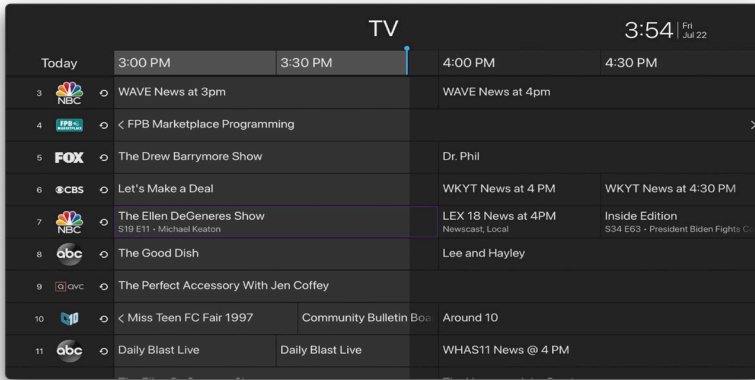 TV
3:54 Fri
Jul 22
Today 3:00 PM 3:30 PM 4:00 PM 4:30 PM
3 NBC WAVE News at 3pm WAVE News at 4pm
4 FPB MARKETPLACE < FPB Marketplace Programming >
5 FOX The Drew Barrymore Show Dr. Phil
6 CBS Let's Make a Deal WKYT News at 4 PM WKYT News at 4:30 PM
7 NBC The Ellen DeGeneres Show LEX 18 News at 4PM Inside Edition
S19 E11 • Michael Keaton Newscast, Local S34 E63 • President Biden Fights Co
8 abc The Good Dish Lee and Hayley
9 QVC The Perfect Accessory With Jen Coffey
10 < Miss Teen FC Fair 1997 Community Bulletin Boa Around 10
11 abc Daily Blast Live Daily Blast Live WHAS11 News @ 4 PM